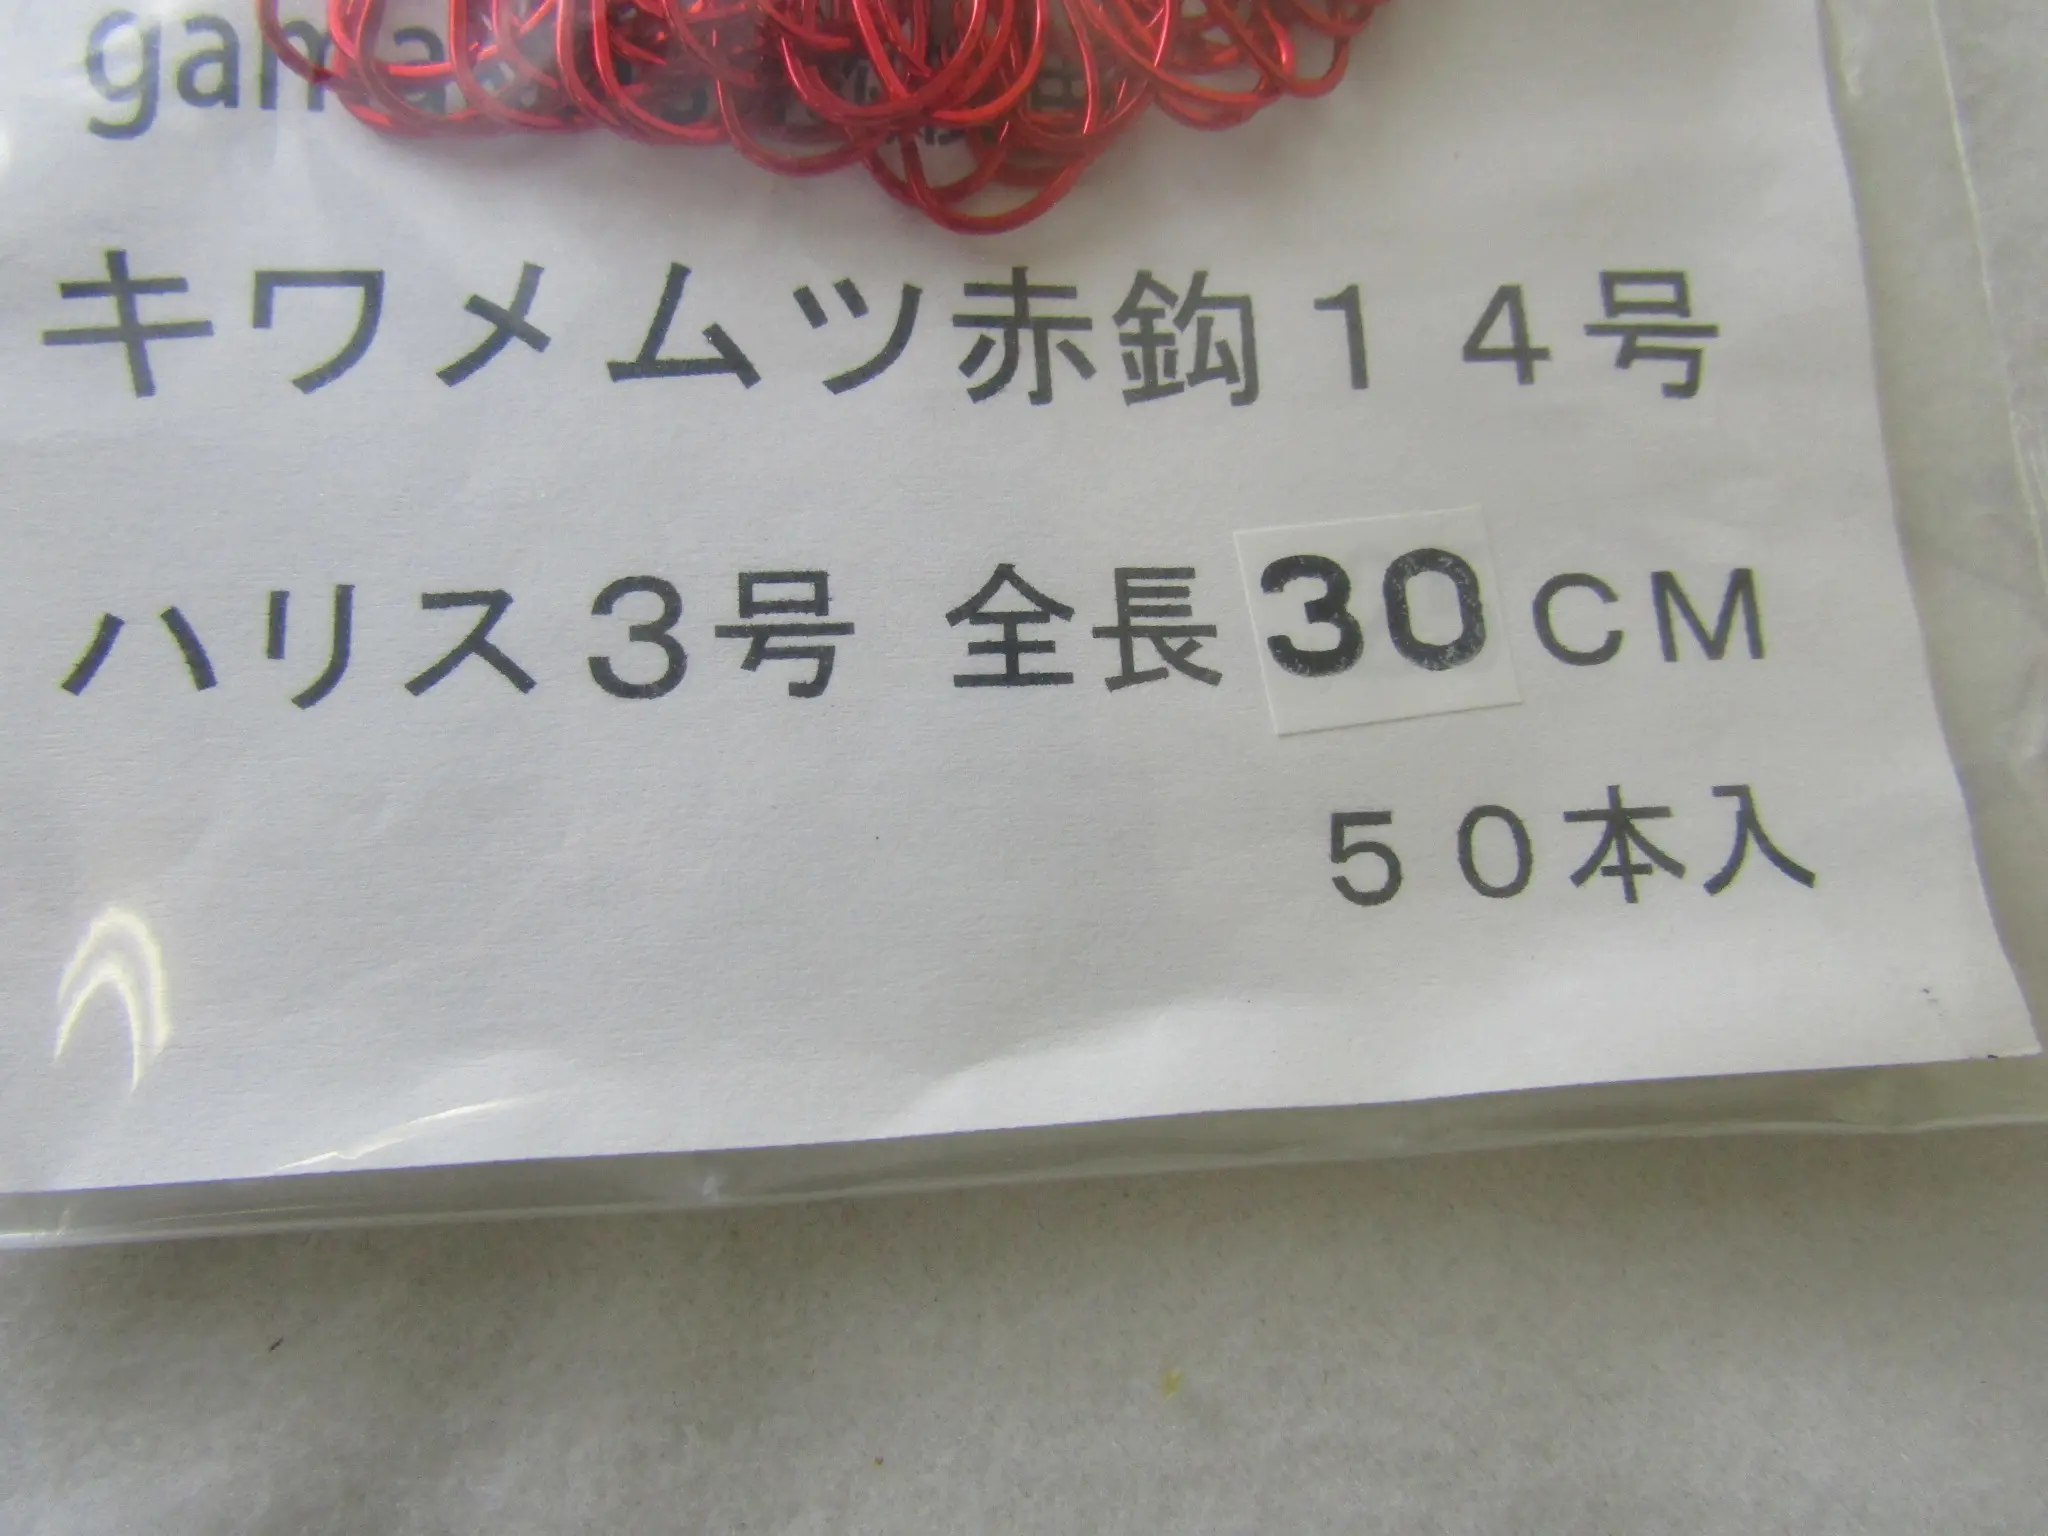 gama
キワメムツ赤鈎１４号
ハリス３号 全長30ＣＭ
５０本入